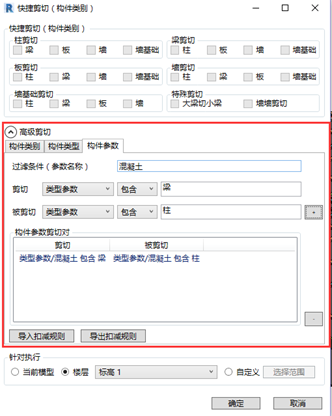 R 快捷剪切(构件类别)
快捷剪切(构件类别)
柱剪切 梁剪切
梁 板 墙 墙基础 柱 板 墙 墙基础
板剪切 墙剪切
柱 梁 墙 墙基础 柱 梁 板 墙基础
墙基础剪切 特殊剪切
柱 梁 板 墙 大梁切小梁 墙墙剪切
高级剪切
构件类别 构件类型 构件参数
过滤条件(参数名称) 混凝土
剪切 类型参数 包含 梁
被剪切 类型参数 包含 柱 +
构件参数剪切对
剪切 被剪切
类型参数/混凝土 包含 梁 类型参数/混凝土 包含 柱
-
导入扣减规则 导出扣减规则
针对执行
当前模型 楼层 标高 1 自定义 选择范围
确定 取消